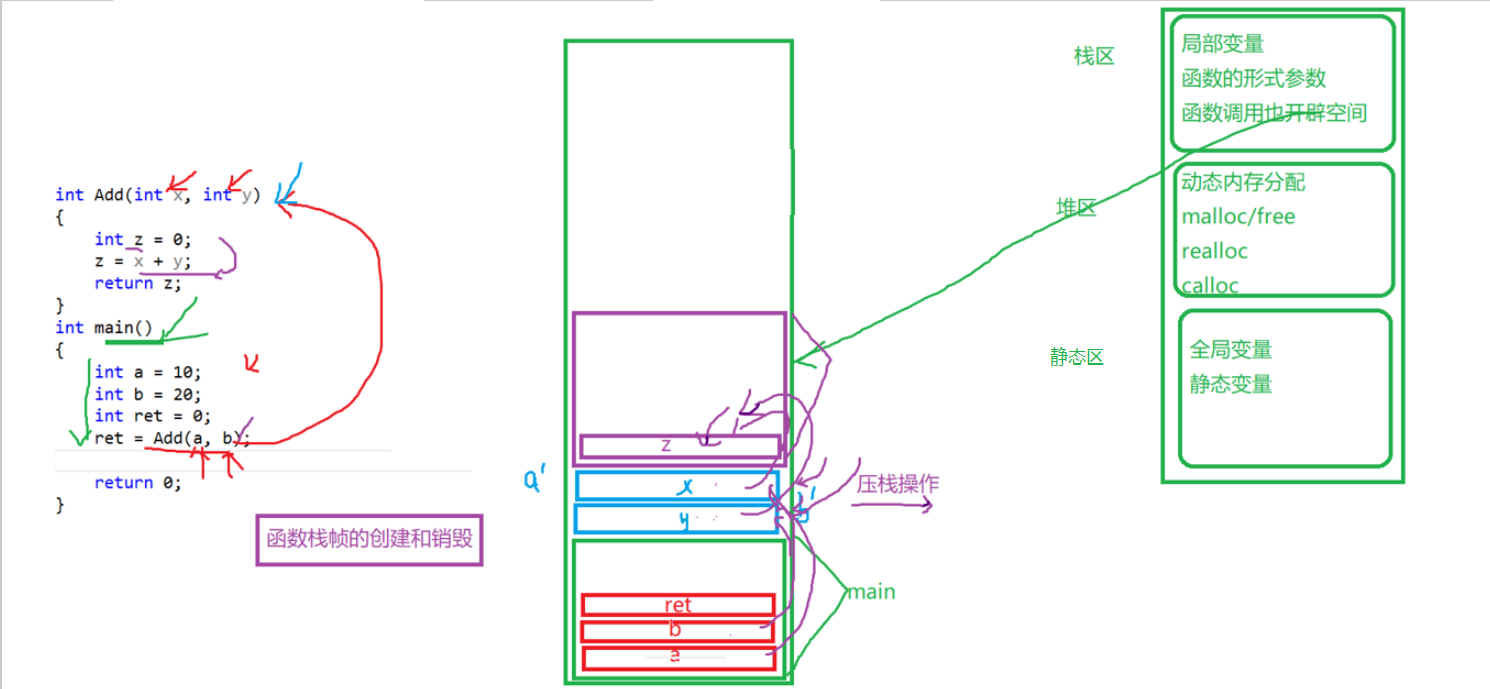 int Add(int x, int y)
{
int z = 0;
z = x + y;
return z;
}
int main()
{
int a = 10;
int b = 20;
int ret = 0;
ret = Add(a, b);
return 0;
}
函数栈帧的创建和销毁
z
a'
x
y
b'
压栈操作
main
ret
b
a
栈区
局部变量
函数的形式参数
函数调用也开辟空间
堆区
动态内存分配
malloc/free
realloc
calloc
静态区
全局变量
静态变量